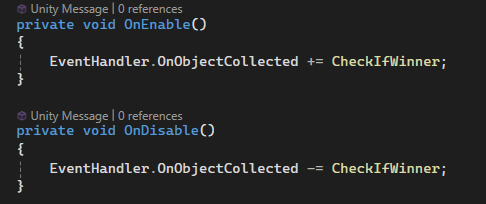 Unity Message | 0 references
private void OnEnable()
{
EventHandler.OnObjectCollected += CheckIfWinner;
}
Unity Message | 0 references
private void OnDisable()
{
EventHandler.OnObjectCollected -= CheckIfWinner;
}